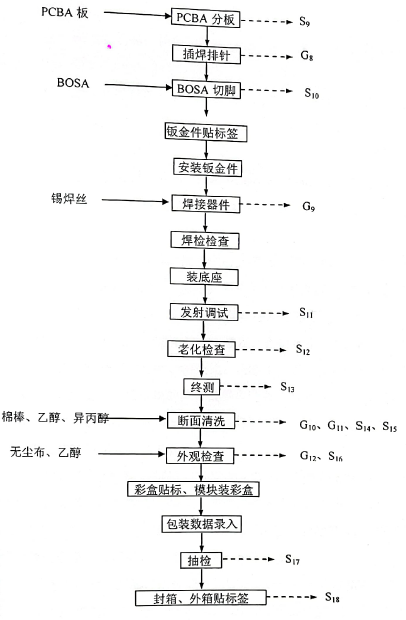 PCBA 板 PCBA 分板 S₉
插焊排针 G₈
BOSA BOSA 切脚 S₁₀
钣金件贴标签
安装钣金件
锡焊丝 焊接器件 G₉
焊检检查
装底座
发射调试 S₁₁
老化检查 S₁₂
终测 S₁₃
棉棒、乙醇、异丙醇 断面清洗 G₁₀、G₁₁、S₁₄、S₁₅
无尘布、乙醇 外观检查 G₁₂、S₁₆
彩盒贴标、模块装彩盒
包装数据录入
抽检 S₁₇
封箱、外箱贴标签 S₁₈